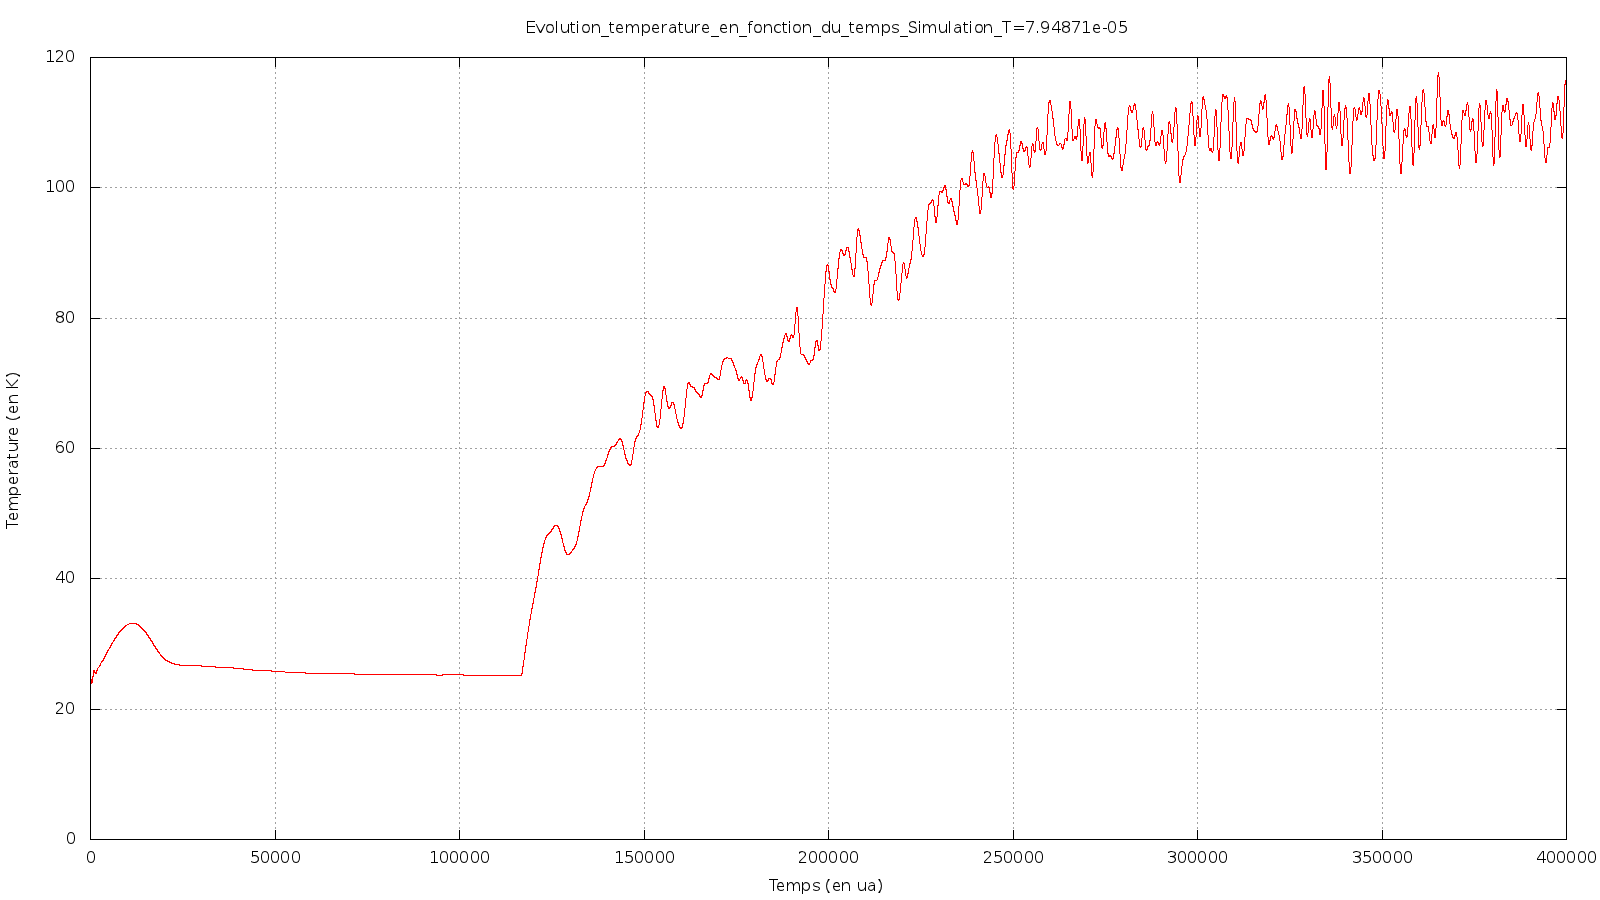 Evolution_temperature_en_fonction_du_temps_Simulation_T=7.94871e-05
120
100
80
60
40
20
0
Temperature (en K)
0 50000 100000 150000 200000 250000 300000 350000 400000
Temps (en ua)